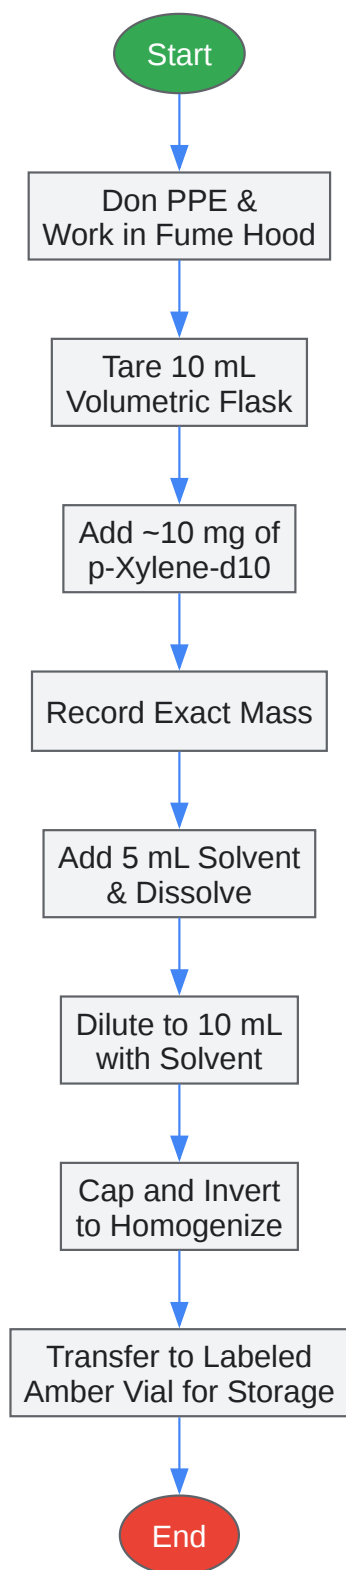 Start
Don PPE &
Work in Fume Hood
Tare 10 mL
Volumetric Flask
Add ~10 mg of
p-Xylene-d10
Record Exact Mass
Add 5 mL Solvent
& Dissolve
Dilute to 10 mL
with Solvent
Cap and Invert
to Homogenize
Transfer to Labeled
Amber Vial for Storage
End